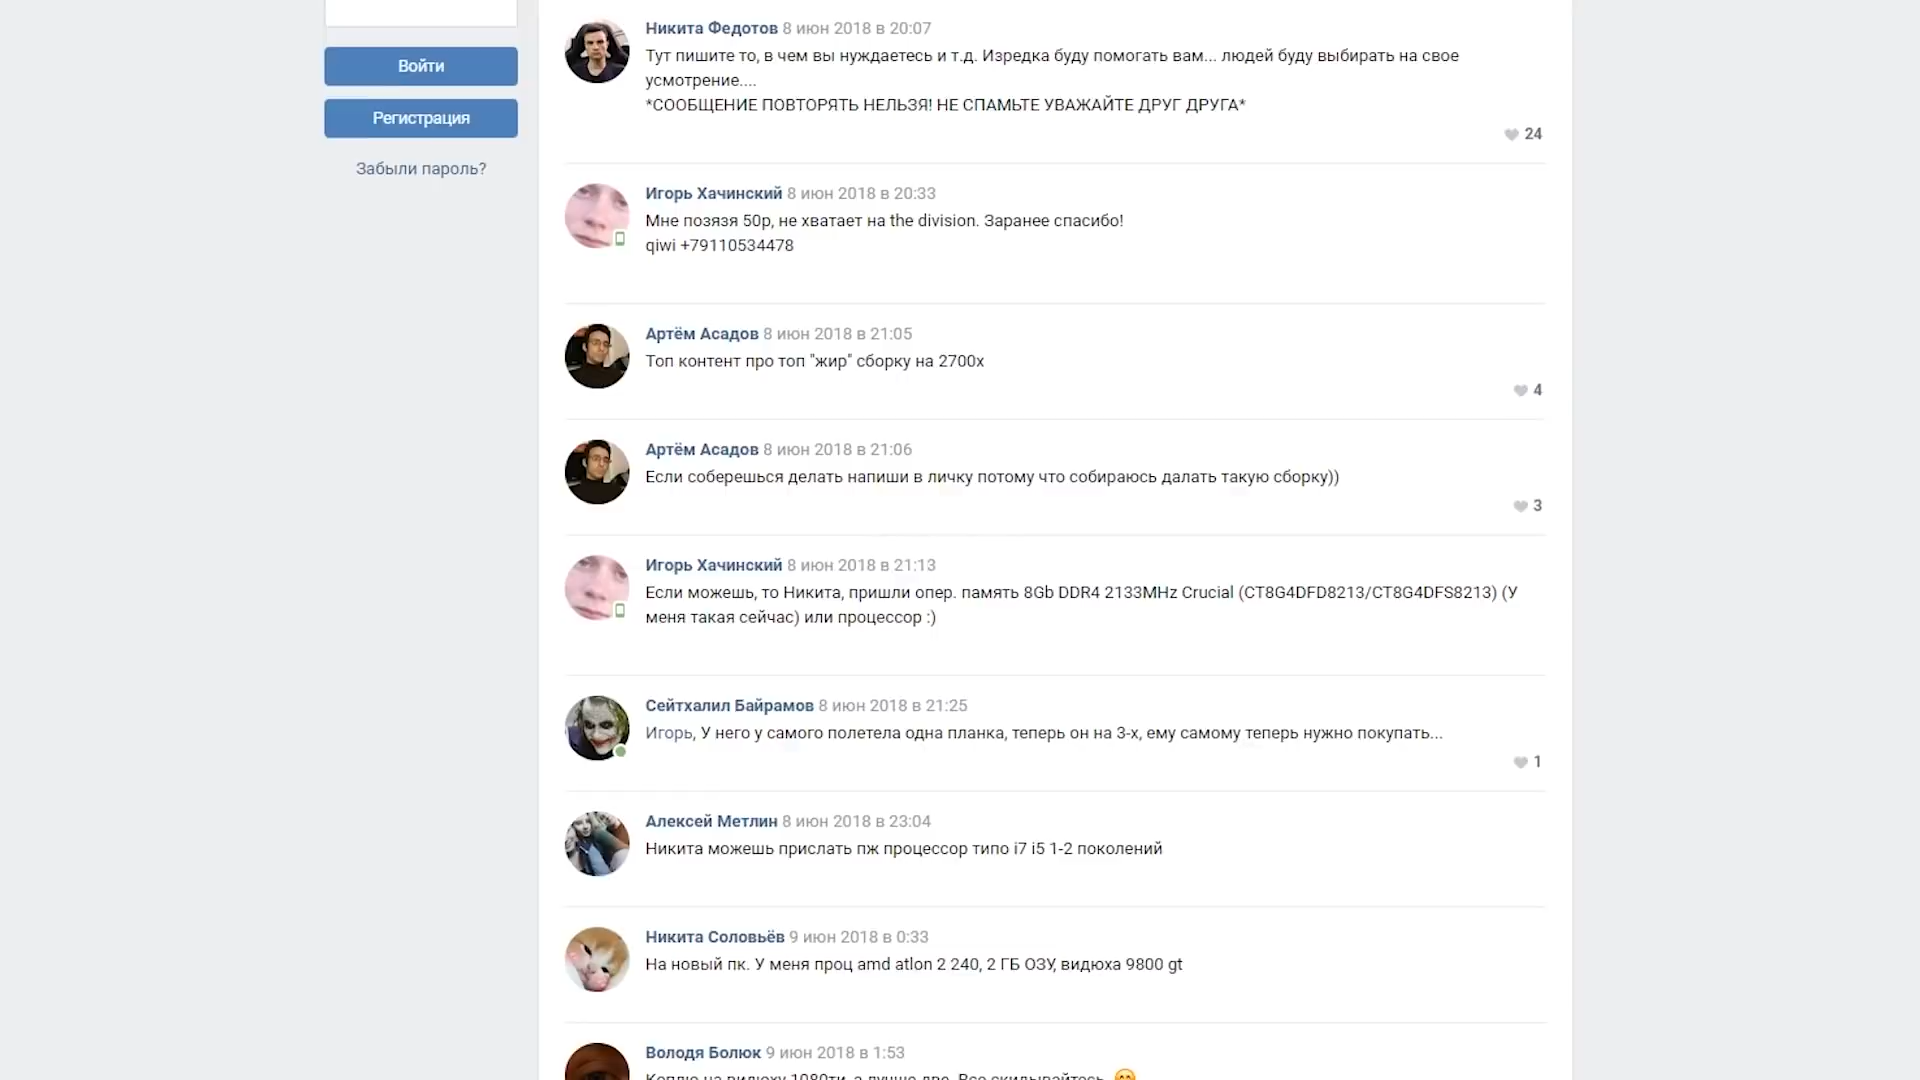 Войти
Регистрация
Забыли пароль?
Никита Федотов 8 июн 2018 в 20:07
Тут пишите то, в чем вы нуждаетесь и т.д. Изредка буду помогать вам... людей буду выбирать на свое
усмотрение....
*СООБЩЕНИЕ ПОВТОРЯТЬ НЕЛЬЗЯ! НЕ СПАМЬТЕ УВАЖАЙТЕ ДРУГ ДРУГА*
24
Игорь Хачинский 8 июн 2018 в 20:33
Мне позязя 50р, не хватает на the division. Заранее спасибо!
qiwi +79110534478
Артём Асадов 8 июн 2018 в 21:05
Топ контент про топ "жир" сборку на 2700x
4
Артём Асадов 8 июн 2018 в 21:06
Если соберешься делать напиши в личку потому что собираюсь далать такую сборку))
3
Игорь Хачинский 8 июн 2018 в 21:13
Если можешь, то Никита, пришли опер. память 8Gb DDR4 2133MHz Crucial (CT8G4DFD8213/CT8G4DFS8213) (У
меня такая сейчас) или процессор :)
Сейтхалил Байрамов 8 июн 2018 в 21:25
Игорь, У него у самого полетела одна планка, теперь он на 3-х, ему самому теперь нужно покупать...
1
Алексей Метлин 8 июн 2018 в 23:04
Никита можешь прислать пж процессор типо i7 i5 1-2 поколений
Никита Соловьёв 9 июн 2018 в 0:33
На новый пк. У меня проц amd atlon 2 240, 2 ГБ ОЗУ, видюха 9800 gt
Володя Болюк 9 июн 2018 в 1:53
Коплю на видюху 1080ти, а лучше две. Все скидывайтесь. 😊